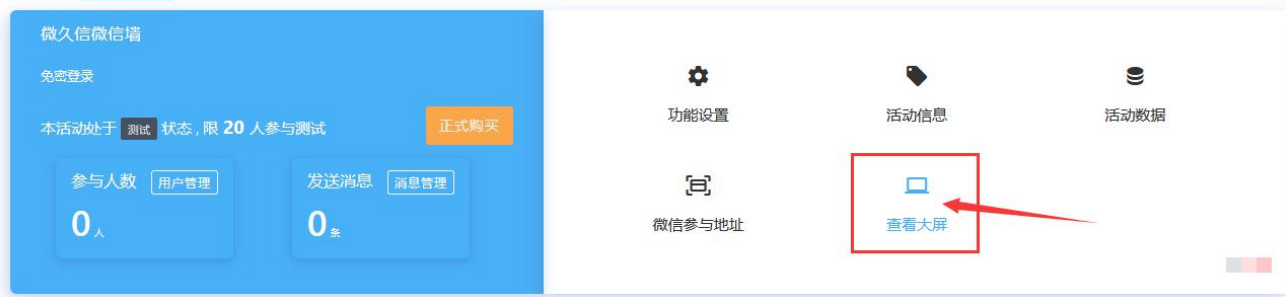 微久信微信墙
免密登录
本活动处于 测试 状态 , 限 20 人参与测试
正式购买
参与人数 用户管理
0 人
发送消息 消息管理
0 条
功能设置
活动信息
活动数据
微信参与地址
查看大屏